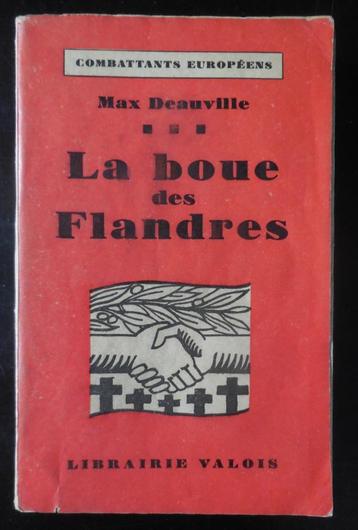 COMBATTANTS EUROPÉENS
Max Deauville
La boue
des
Flandres
LIBRAIRIE VALOIS